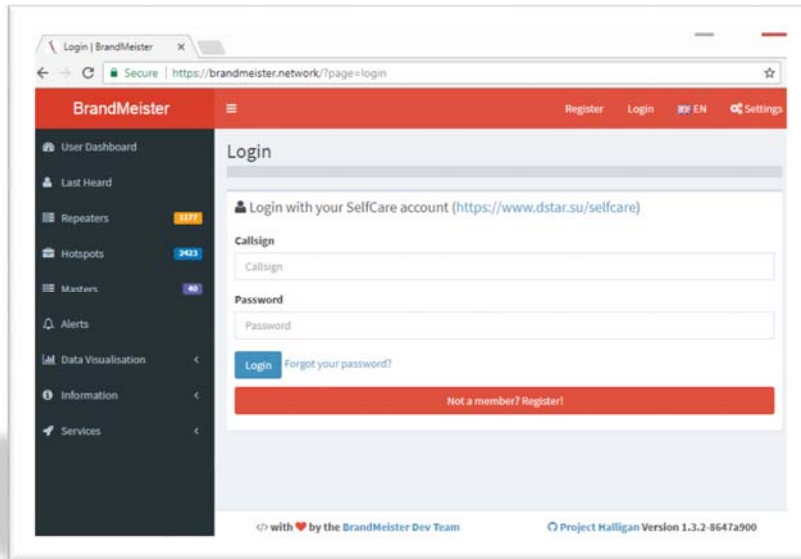 Login | BrandMeister
Secure | https://brandmeister.network/?page=login
BrandMeister
Register Login EN Settings
User Dashboard
Last Heard
Repeaters 1177
Hotspots 2423
Masters 40
Alerts
Data Visualisation
Information
Services
Login
Login with your SelfCare account (https://www.dstar.su/selfcare)
Callsign
Callsign
Password
Password
Login Forgot your password?
Not a member? Register!
</> with ❤ by the BrandMeister Dev Team
Project Halligan Version 1.3.2-8647a900